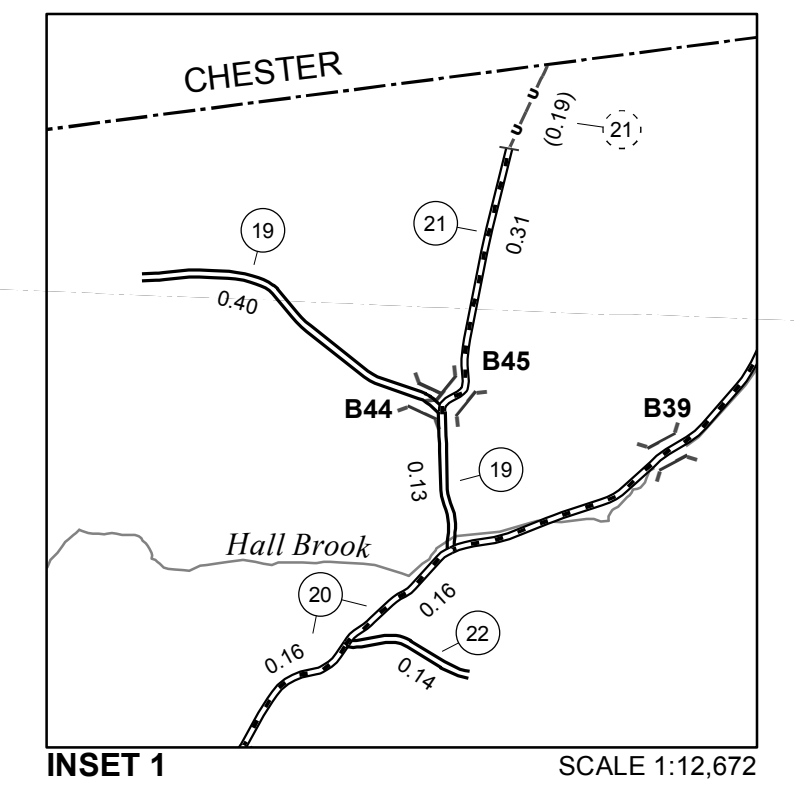 CHESTER
(0.19)
21
19
21
0.31
0.40
B45
B44
B39
0.13
19
Hall Brook
20
0.16
22
0.16
0.14
INSET 1
SCALE 1:12,672